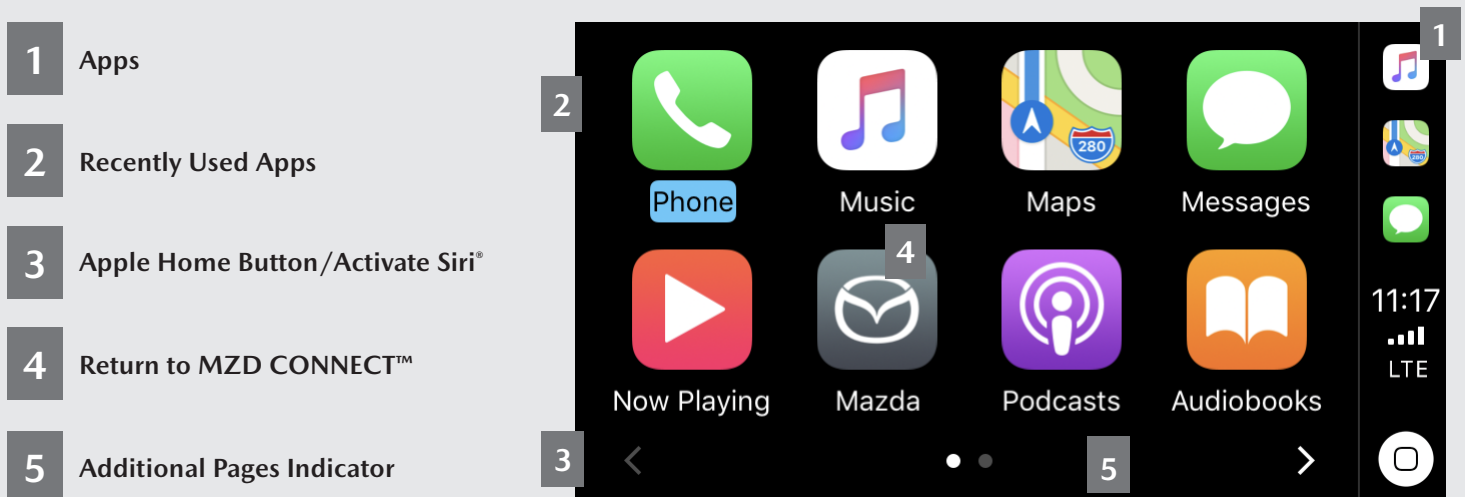 1 Apps
2 Recently Used Apps
3 Apple Home Button/Activate Siri®
4 Return to MZD CONNECT™
5 Additional Pages Indicator
1
2
280
280
Phone Music Maps Messages
4
11:17
LTE
Now Playing Mazda Podcasts Audiobooks
3
5